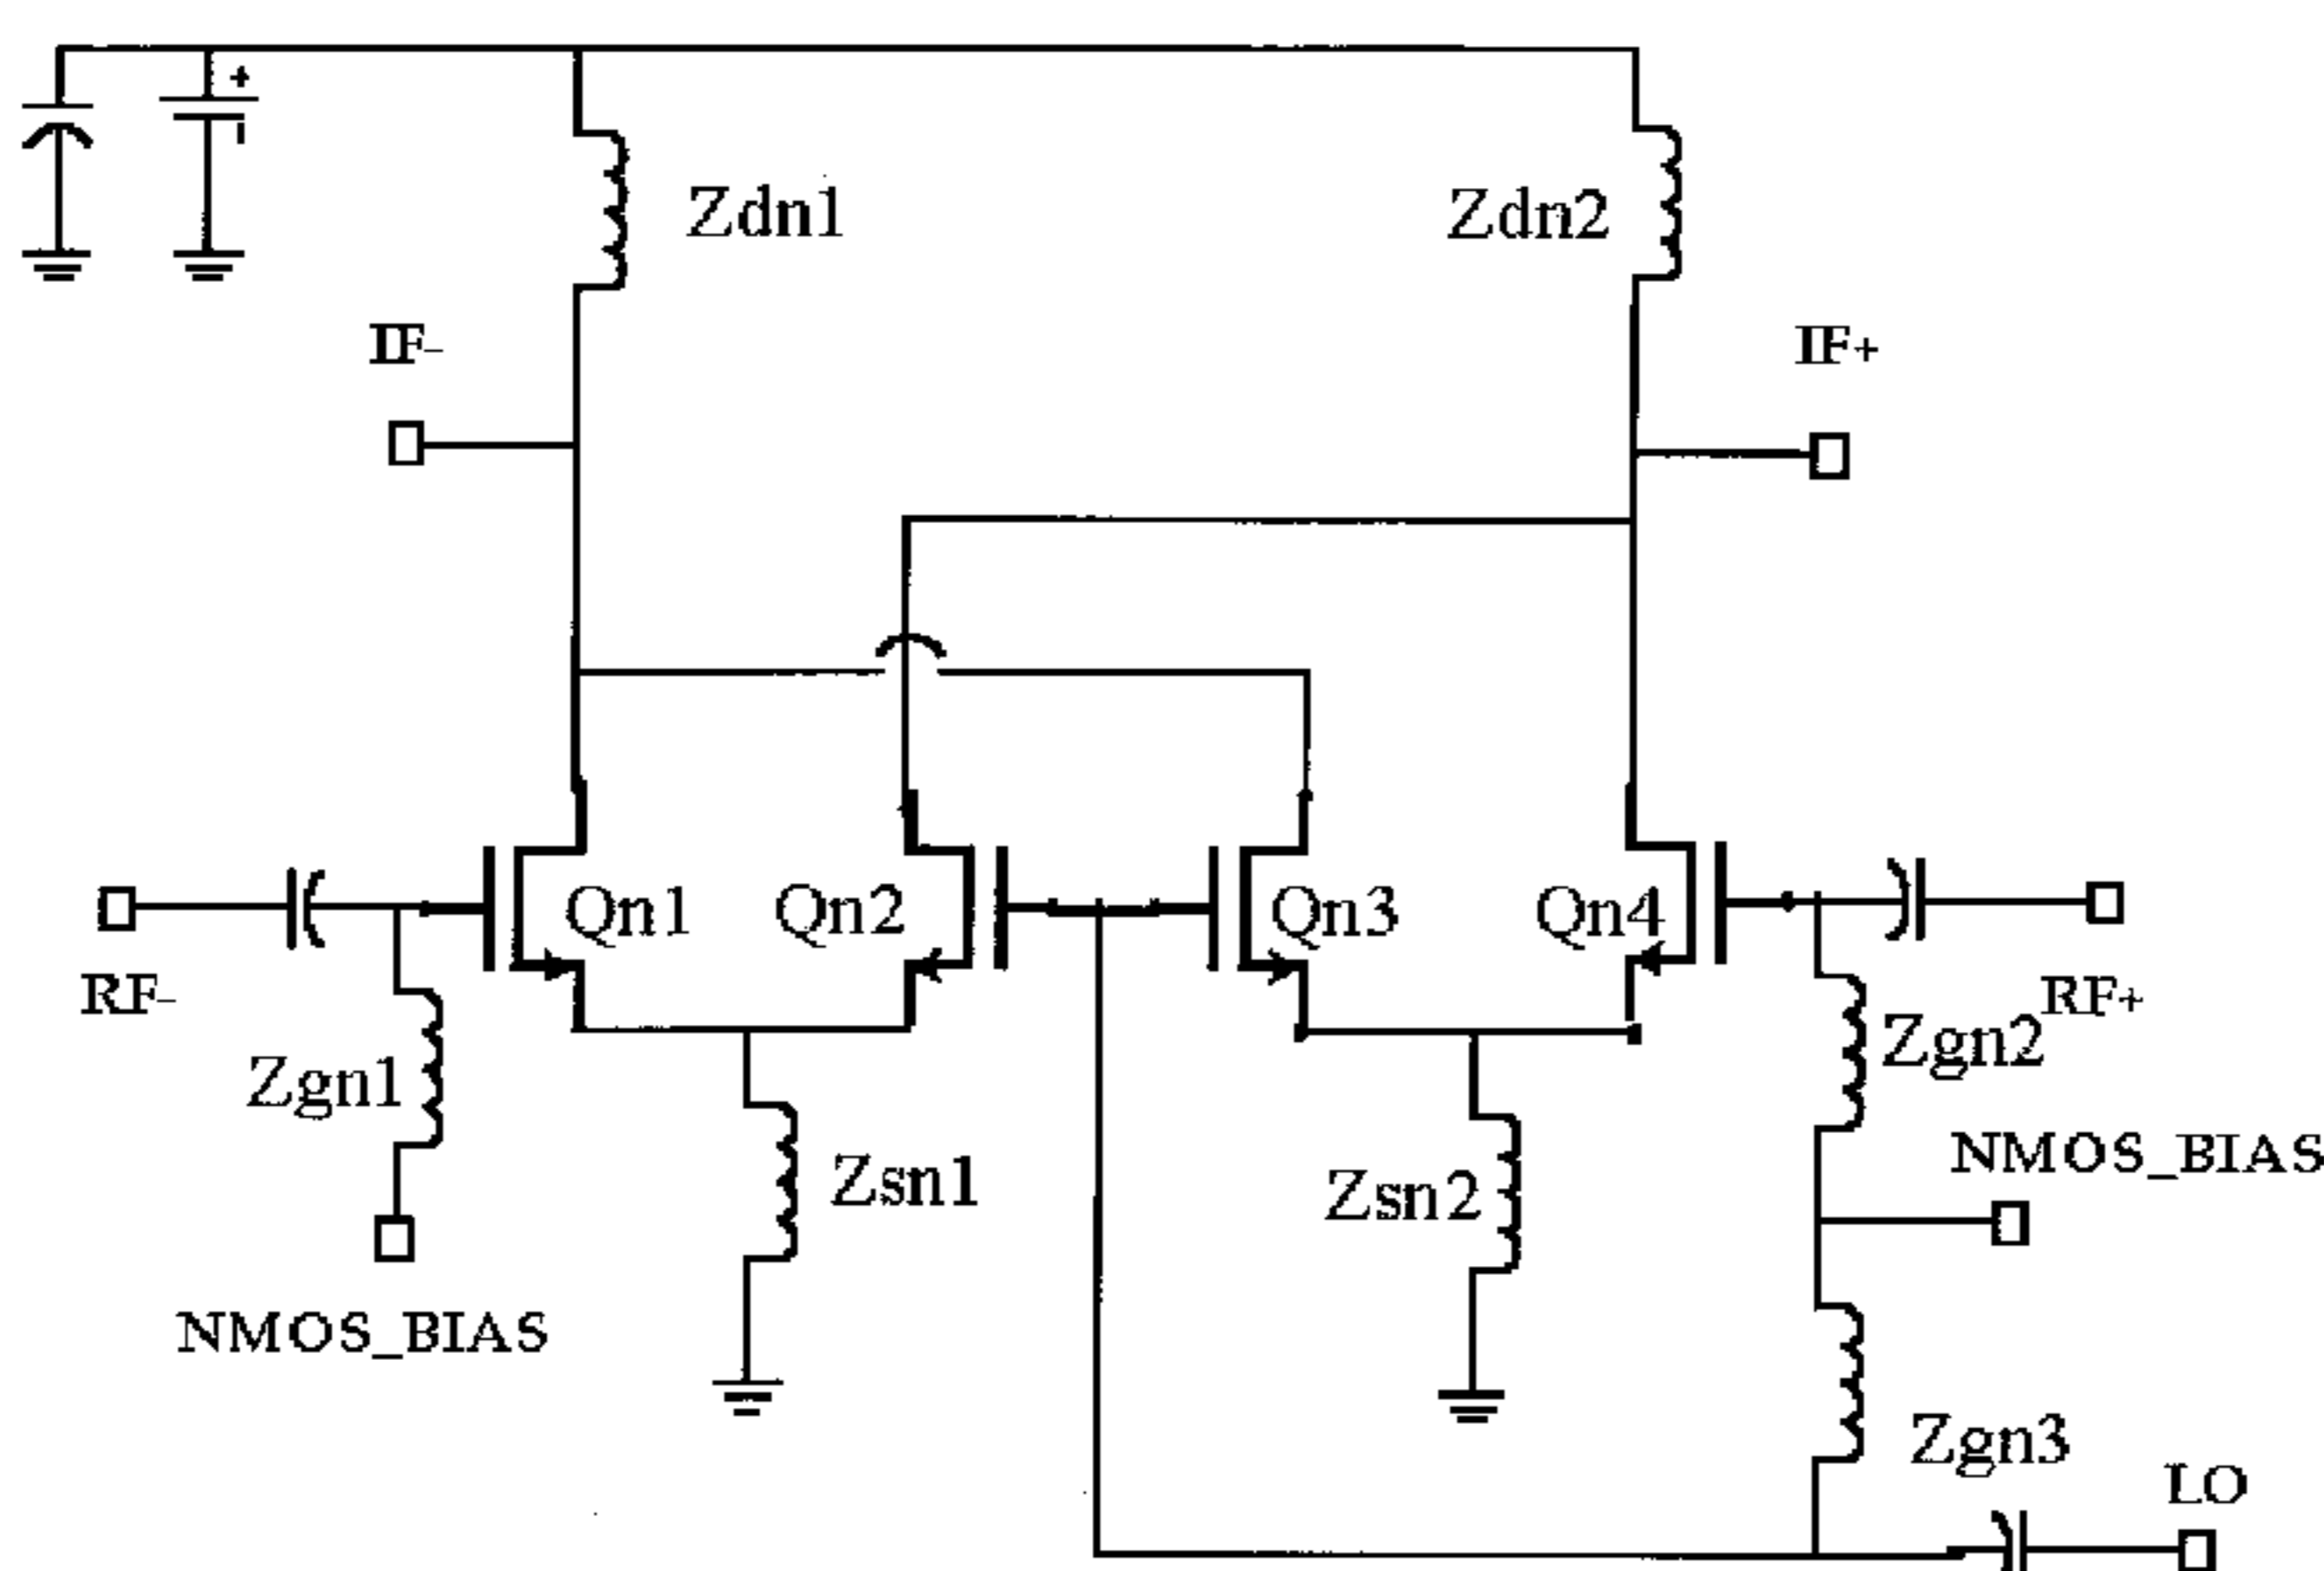 +
-
Zdn1
Zdn2
IF-
IF+
Qn1
Qn2
Qn3
Qn4
RF-
RF+
Zgn1
Zgn2
NMOS_BIAS
Zsn1
Zsn2
NMOS_BIAS
Zgn3
LO